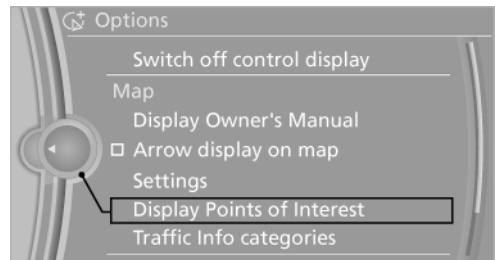 Options
Switch off control display
Map
Display Owner's Manual
Arrow display on map
Settings
Display Points of Interest
Traffic Info categories